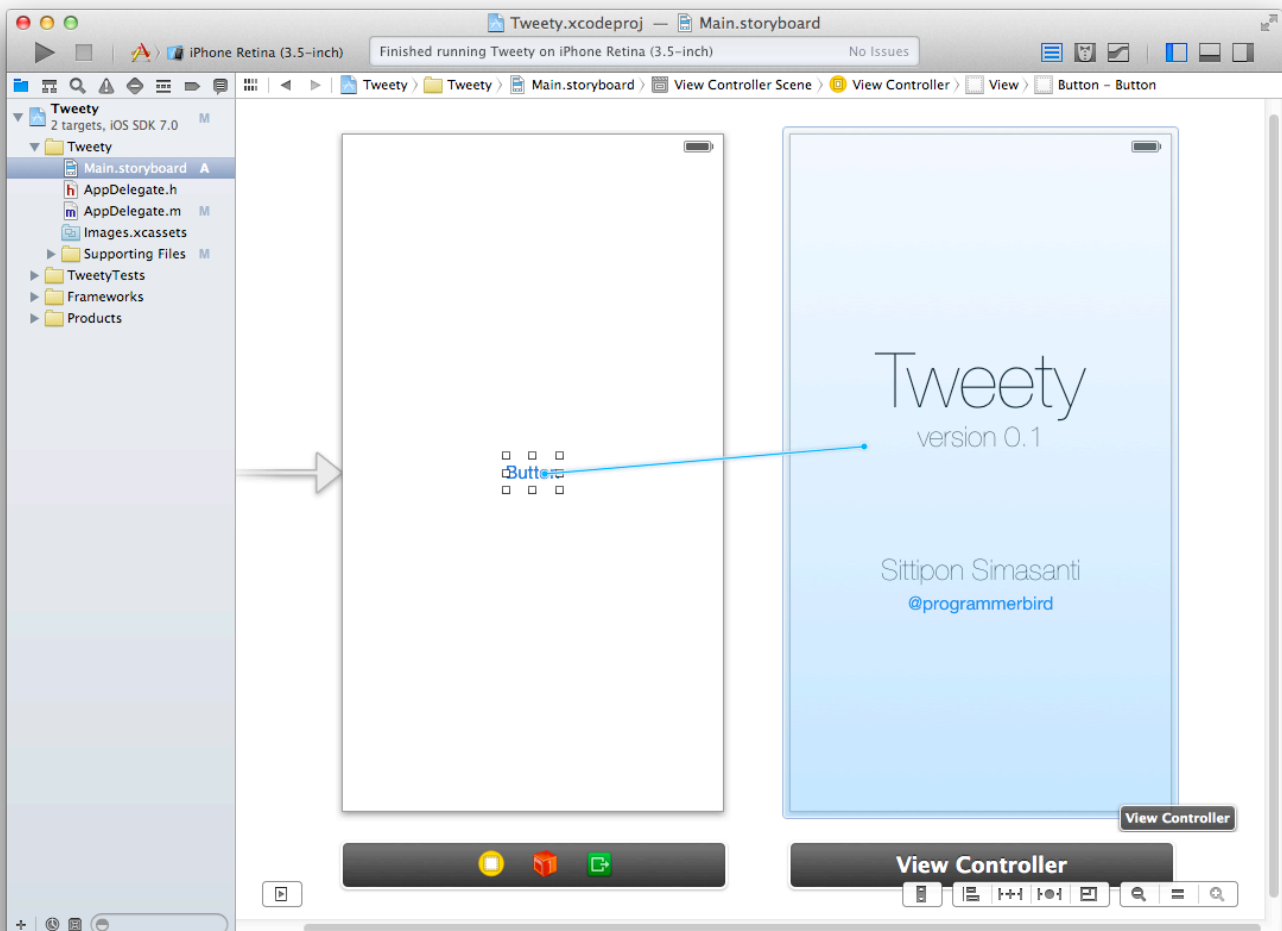 Tweety.xcodeproj — Main.storyboard
iPhone Retina (3.5-inch)
Finished running Tweety on iPhone Retina (3.5-inch)
No Issues
Tweety
Tweety
Main.storyboard
View Controller Scene
View Controller
View
Button – Button
Tweety
M
2 targets, iOS SDK 7.0
Tweety
Main.storyboard A
h AppDelegate.h
m AppDelegate.m M
Images.xcassets
Supporting Files M
TweetyTests
Frameworks
Products
Button
Tweety
version 0.1
Sittipon Simasanti
@programmerbird
View Controller
View Controller